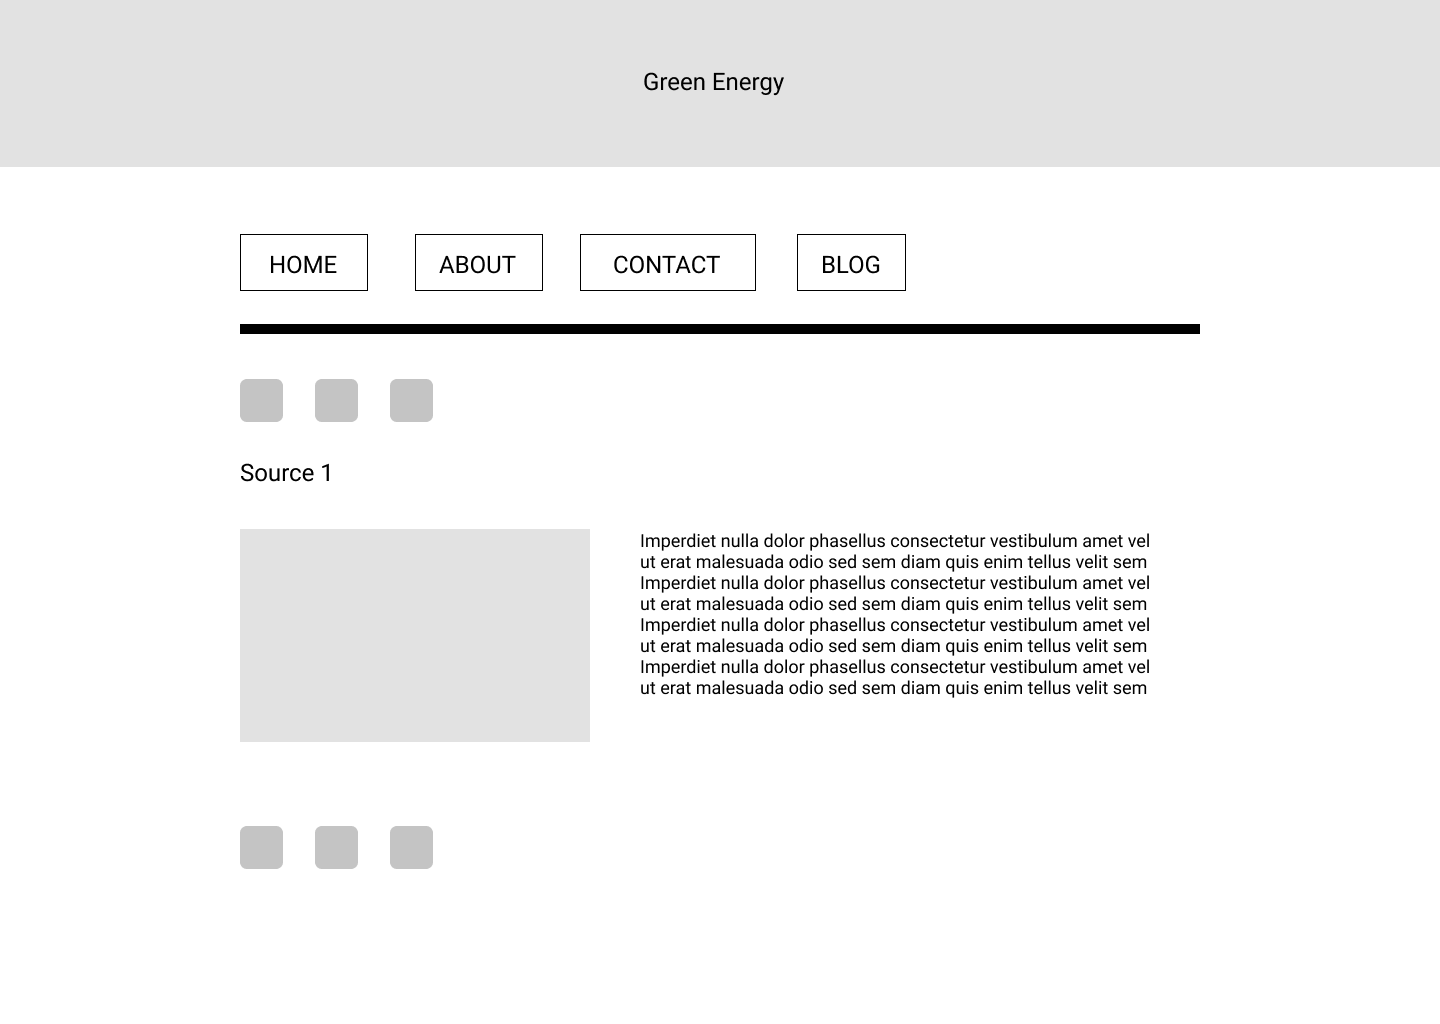 Green Energy
HOME ABOUT CONTACT BLOG
Source 1
Imperdiet nulla dolor phasellus consectetur vestibulum amet vel
ut erat malesuada odio sed sem diam quis enim tellus velit sem
Imperdiet nulla dolor phasellus consectetur vestibulum amet vel
ut erat malesuada odio sed sem diam quis enim tellus velit sem
Imperdiet nulla dolor phasellus consectetur vestibulum amet vel
ut erat malesuada odio sed sem diam quis enim tellus velit sem
Imperdiet nulla dolor phasellus consectetur vestibulum amet vel
ut erat malesuada odio sed sem diam quis enim tellus velit sem